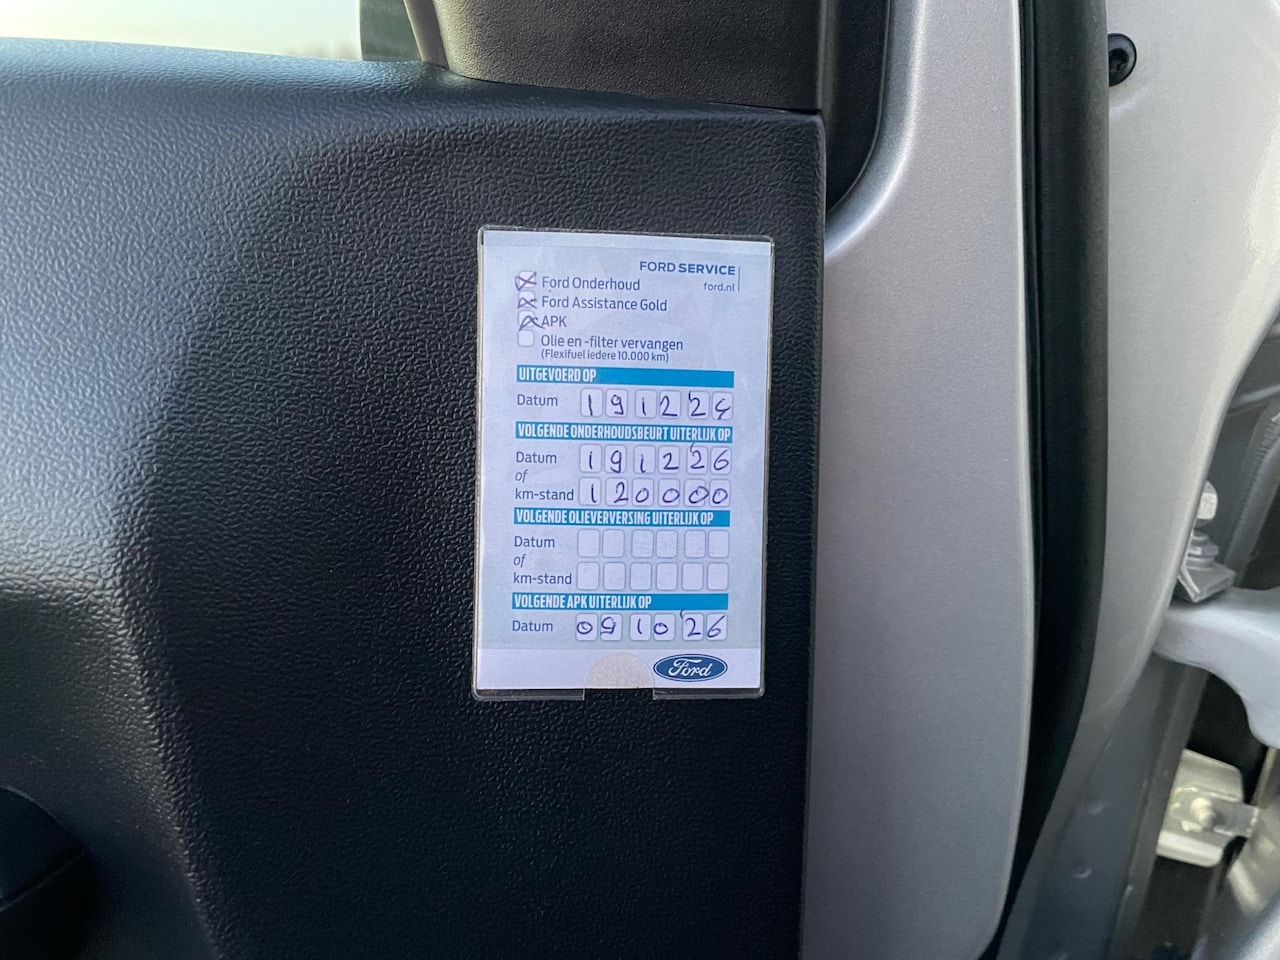 FORD SERVICE
ford.nl
Ford Onderhoud
Ford Assistance Gold
APK
Olie en -filter vervangen
(Flexifuel iedere 10.000 km)
UITGEVOERD OP
Datum 191224
VOLGENDE ONDERHOUDSBEURT UITERLIJK OP
Datum 191226
of
km-stand 120000
VOLGENDE OLIEVERVERSING UITERLIJK OP
Datum
of
km-stand
VOLGENDE APK UITERLIJK OP
Datum 091026
Ford